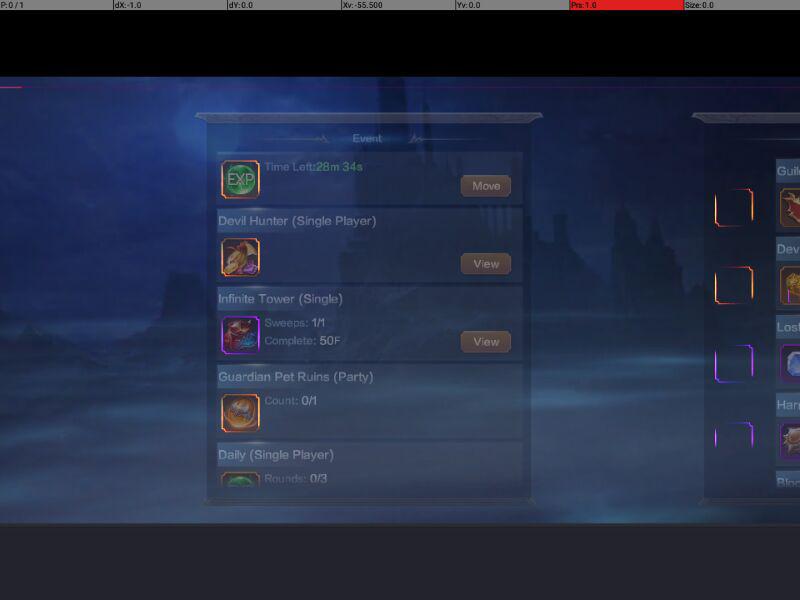 P: 0 / 1 dX: -1.0 dY: 0.0 Xv: -55.500 Yv: 0.0 Prs: 1.0 Size: 0.0
Event
EXP
Time Left:28m 34s
Move
Devil Hunter (Single Player)
View
Infinite Tower (Single)
Sweeps: 1/1
Complete: 50F
View
Guardian Pet Ruins (Party)
Count: 0/1
Daily (Single Player)
Rounds: 0/3
Guil
Dev
Lost
Har
Bloo